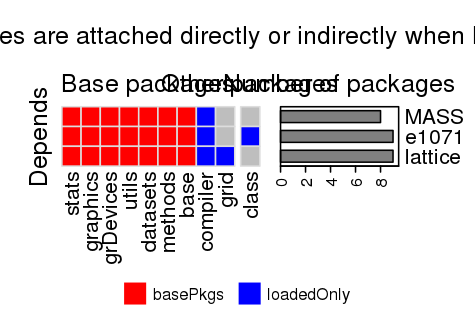 es are attached directly or indirectly when l
Base packages
Other packages
Number of packages
Depends
MASS
e1071
lattice
stats
graphics
grDevices
utils
datasets
methods
base
compiler
grid
class
0 2 4 6 8
basePkgs loadedOnly